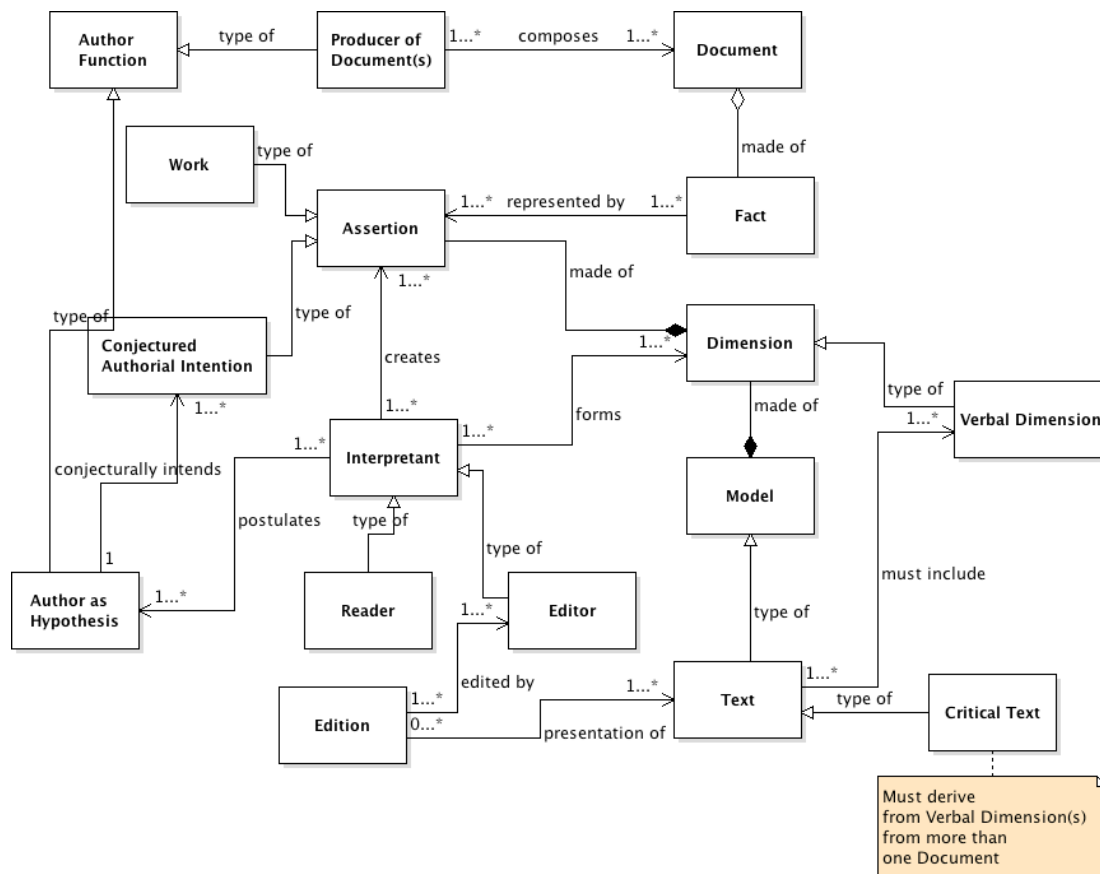 Author
Function
type of
Producer of
Document(s)
1...*
composes
1...*
Document
made of
Work
type of
Assertion
1...*
represented by
1...*
Fact
1...*
made of
type of
type of
Conjectured
Authorial Intention
1...*
creates
1...*
Dimension
1...*
forms
made of
type of
1...*
Verbal Dimension
1...*
Interpretant
1...*
conjecturally intends
postulates
type of
type of
Model
must include
1
Author as
Hypothesis
1...*
Reader
1...*
Editor
type of
edited by
1...*
0...*
Edition
1...*
presentation of
Text
1...*
type of
Critical Text
Must derive
from Verbal Dimension(s)
from more than
one Document